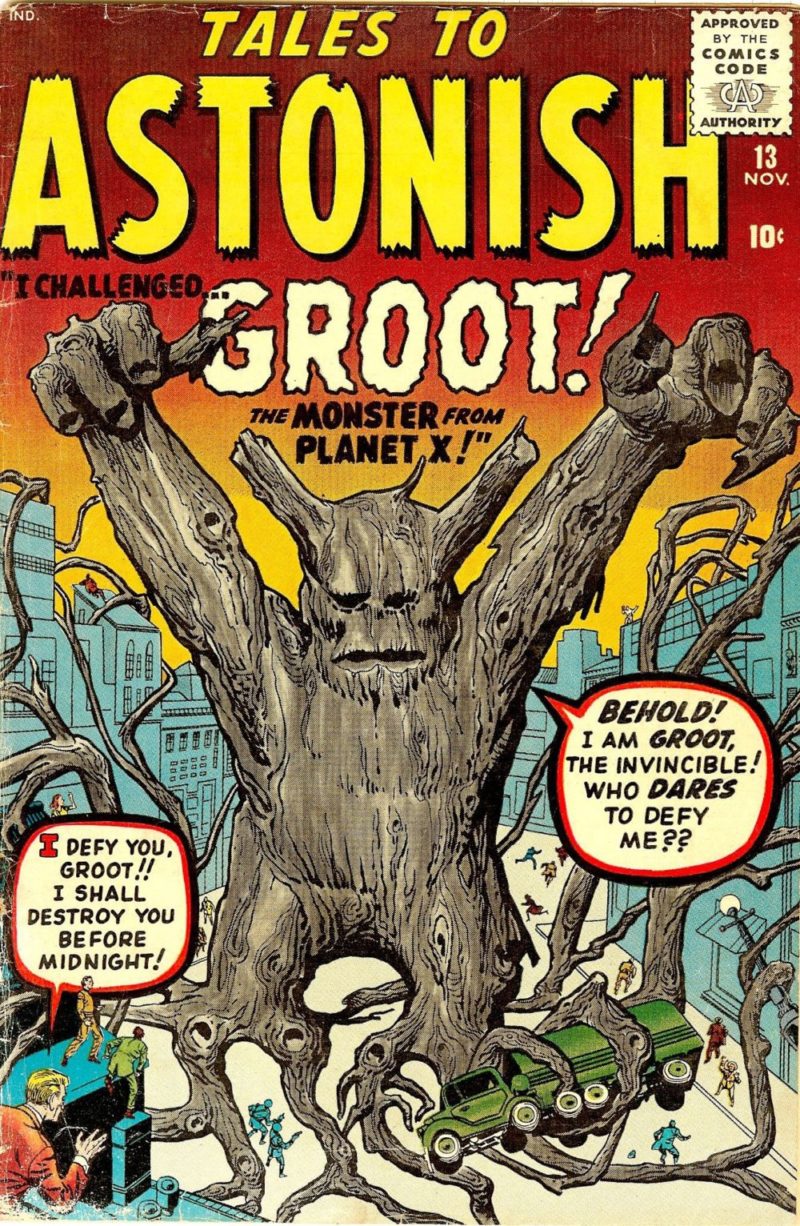 IND.
TALES TO
ASTONISH
APPROVED
BY THE
COMICS
CODE
CA
AUTHORITY
13
NOV.
10¢
"I CHALLENGED...
GROOT!
THE MONSTER FROM
PLANET X!"
BEHOLD!
I AM GROOT,
THE INVINCIBLE!
WHO DARES
TO DEFY
ME??
I DEFY YOU,
GROOT!!
I SHALL
DESTROY YOU
BEFORE
MIDNIGHT!